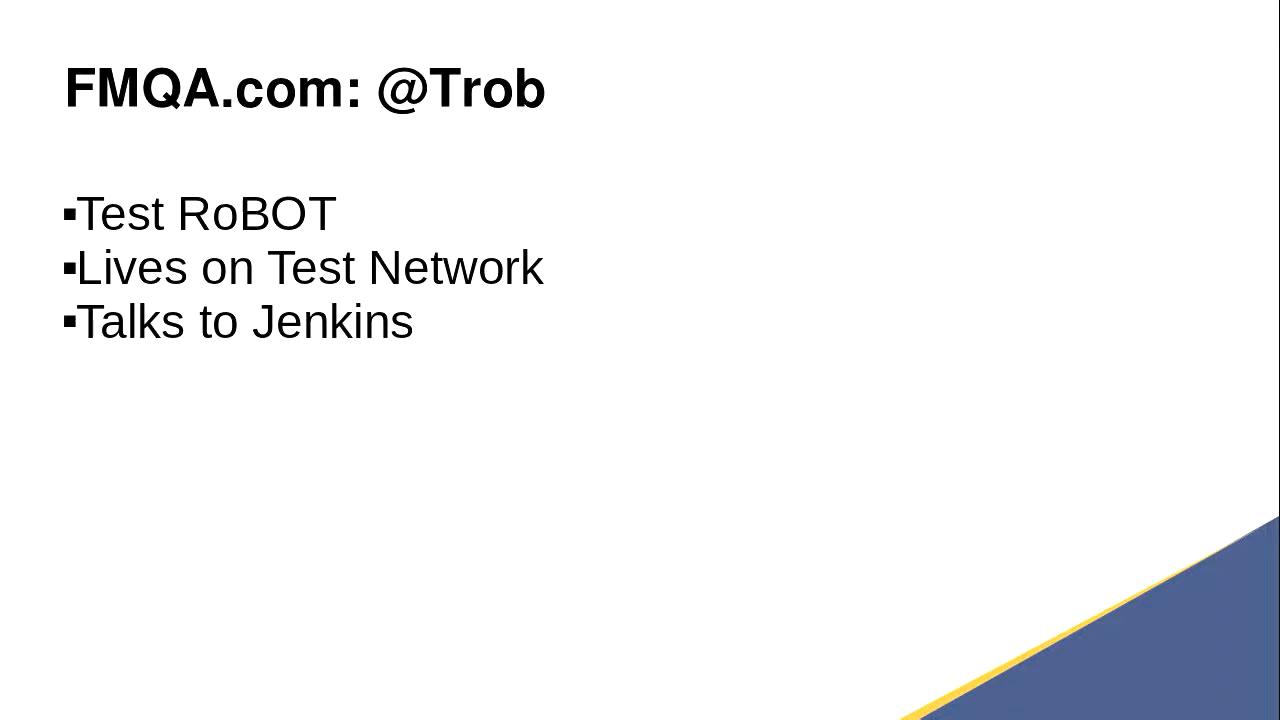 FMQA.com: @Trob
▪Test RoBOT
▪Lives on Test Network
▪Talks to Jenkins